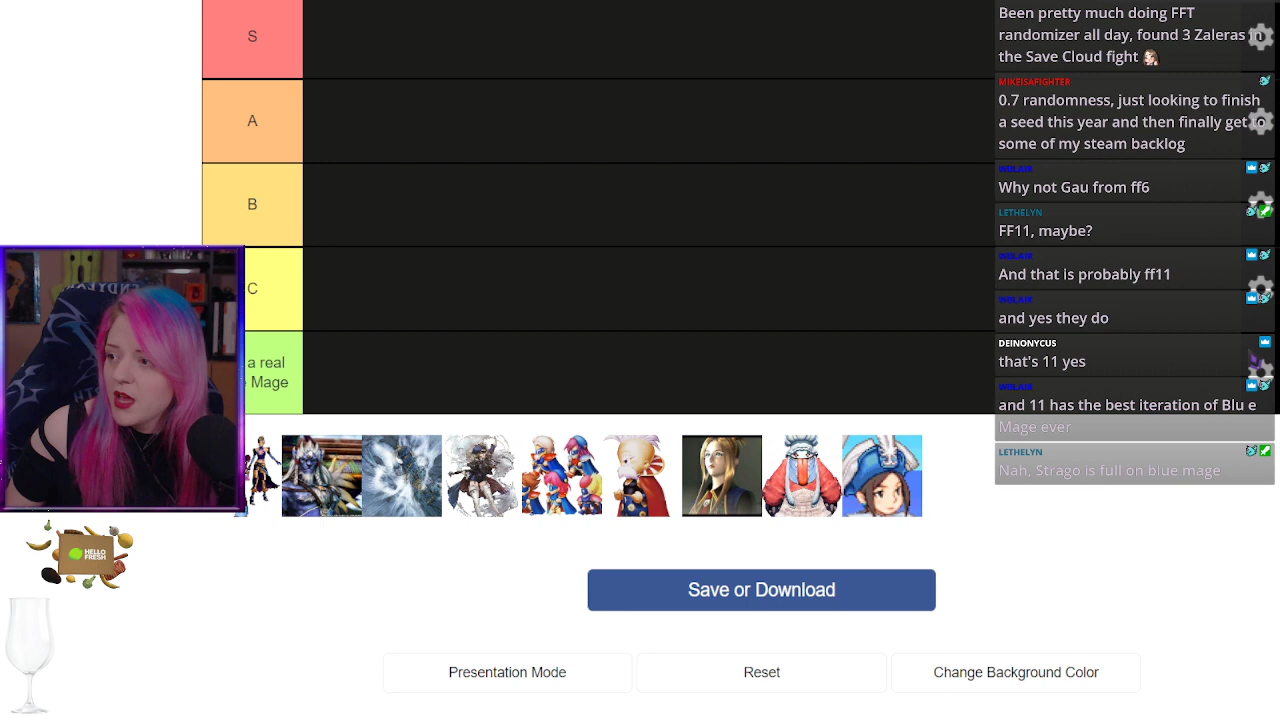 S
A
B
C
a real
Mage
Been pretty much doing FFT
randomizer all day, found 3 Zaleras in
the Save Cloud fight
MIKEISAFIGHTER
0.7 randomness, just looking to finish
a seed this year and then finally get to
some of my steam backlog
Why not Gau from ff6
LETHELYN
FF11, maybe?
And that is probably ff11
and yes they do
DEINONYCUS
that's 11 yes
and 11 has the best iteration of Blu e
Mage ever
LETHELYN
Nah, Strago is full on blue mage
HELLO
FRESH
Save or Download
Presentation Mode
Reset
Change Background Color